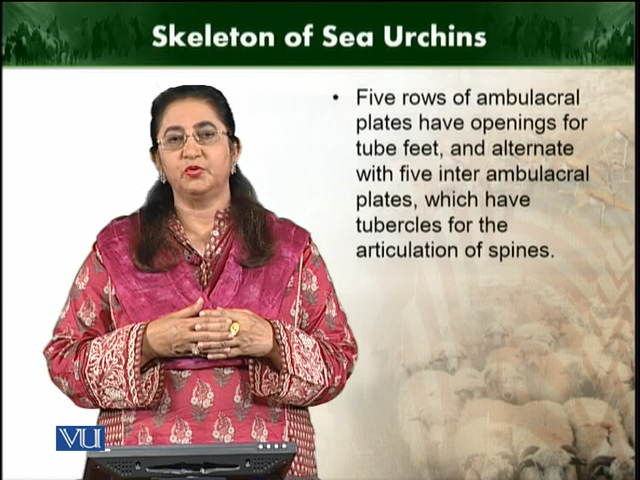 Skeleton of Sea Urchins
• Five rows of ambulacral
plates have openings for
tube feet, and alternate
with five inter ambulacral
plates, which have
tubercles for the
articulation of spines.
VU